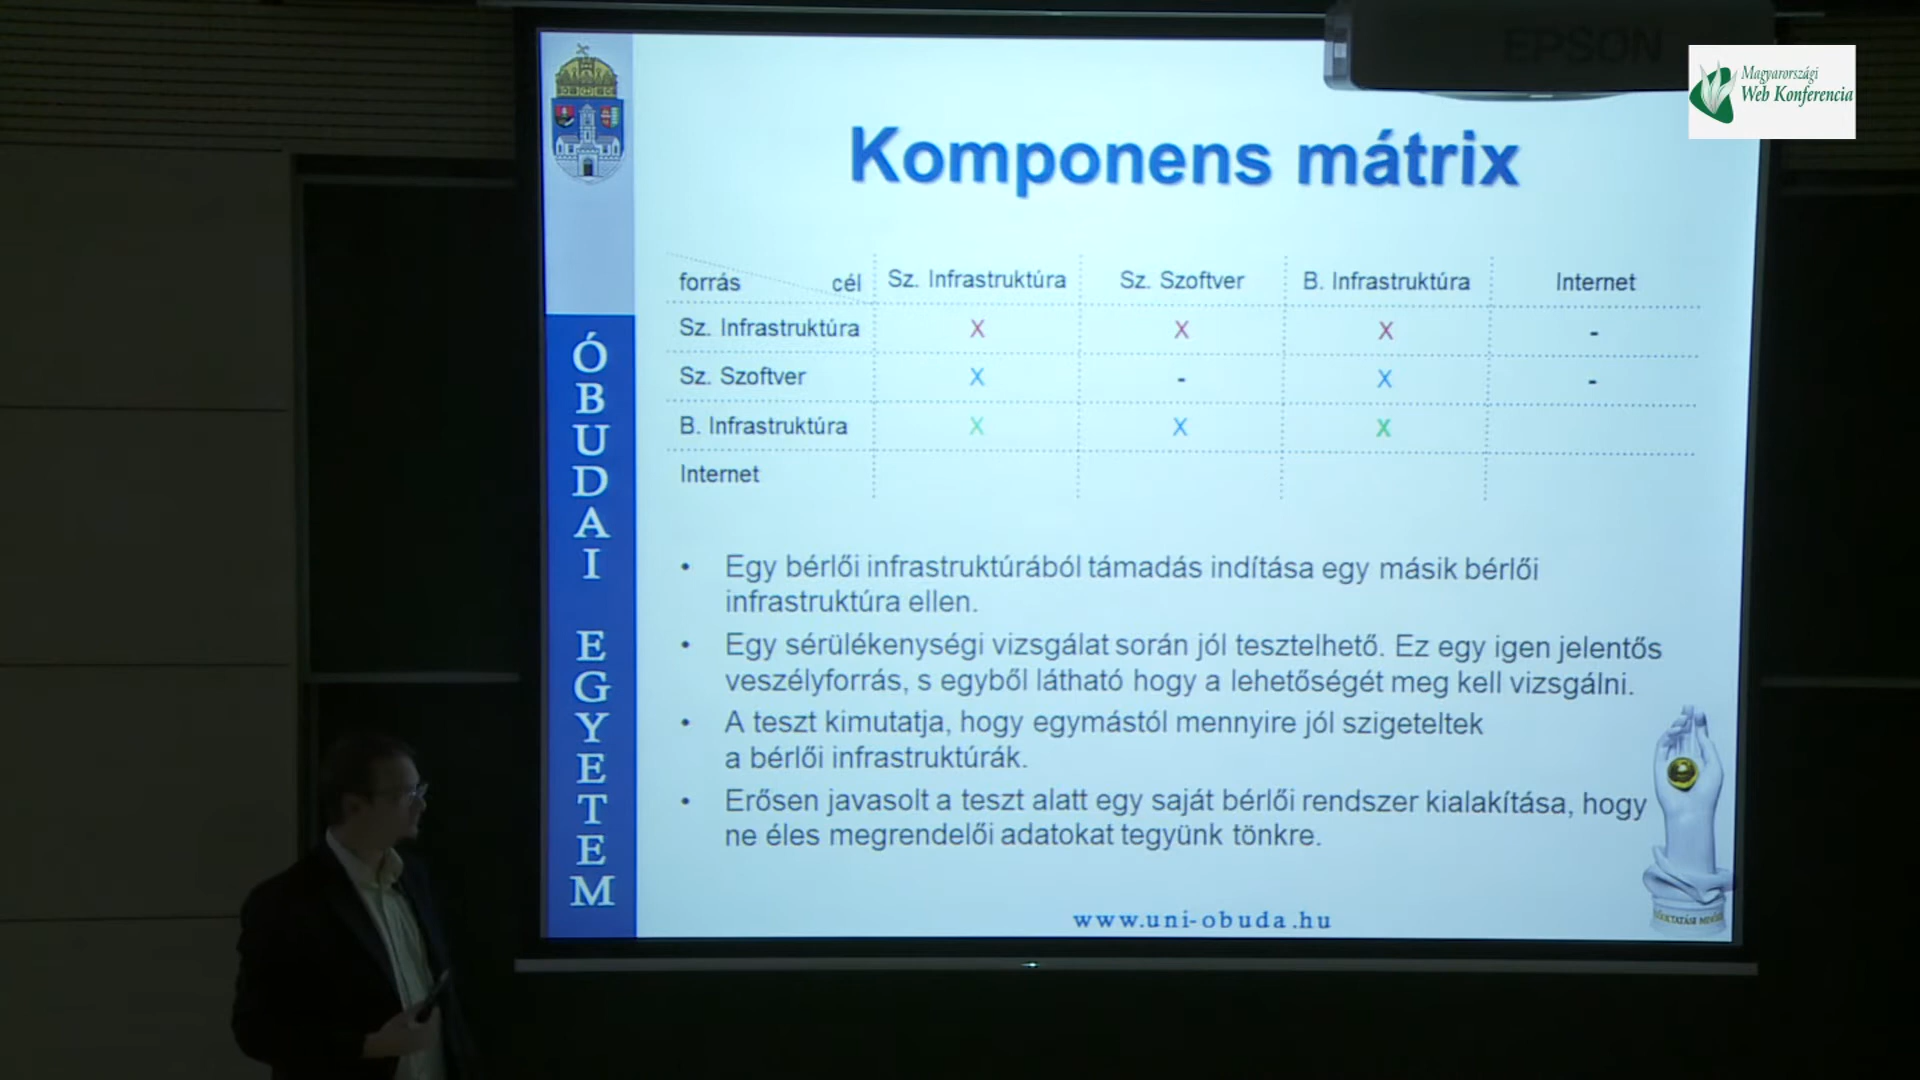 EPSON
Magyarországi
Web Konferencia
Komponens mátrix
forrás cél Sz. Infrastruktúra Sz. Szoftver B. Infrastruktúra Internet
Sz. Infrastruktúra X X X -
Sz. Szoftver X - X -
B. Infrastruktúra X X X
Internet
• Egy bérlői infrastruktúrából támadás indítása egy másik bérlői
infrastruktúra ellen.
• Egy sérülékenységi vizsgálat során jól tesztelhető. Ez egy igen jelentős
veszélyforrás, s egyből látható hogy a lehetőségét meg kell vizsgálni.
• A teszt kimutatja, hogy egymástól mennyire jól szigeteltek
a bérlői infrastruktúrák.
• Erősen javasolt a teszt alatt egy saját bérlői rendszer kialakítása, hogy
ne éles megrendelői adatokat tegyünk tönkre.
ÓBUDAI EGYETEM
www.uni-obuda.hu